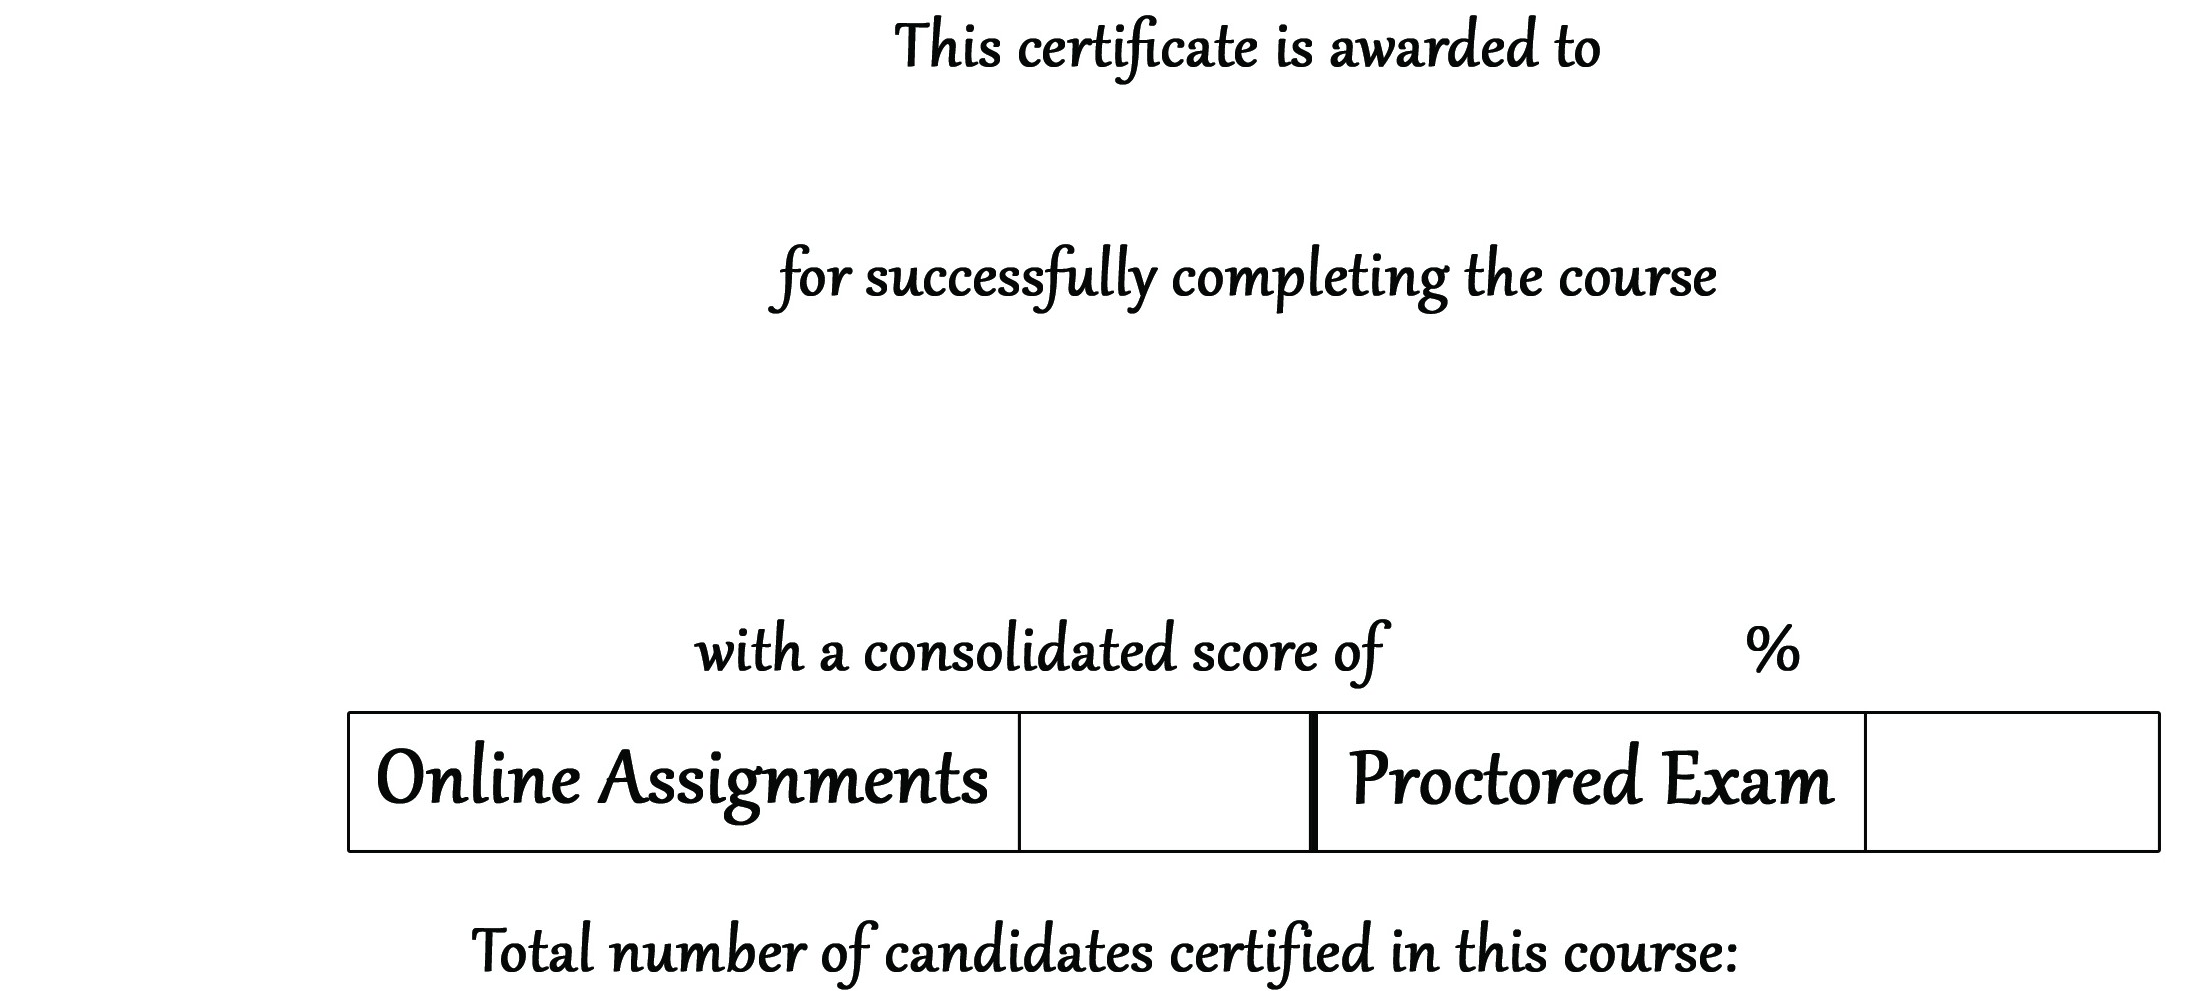 This certificate is awarded to
for successfully completing the course
with a consolidated score of %
Online Assignments Proctored Exam
Total number of candidates certified in this course: